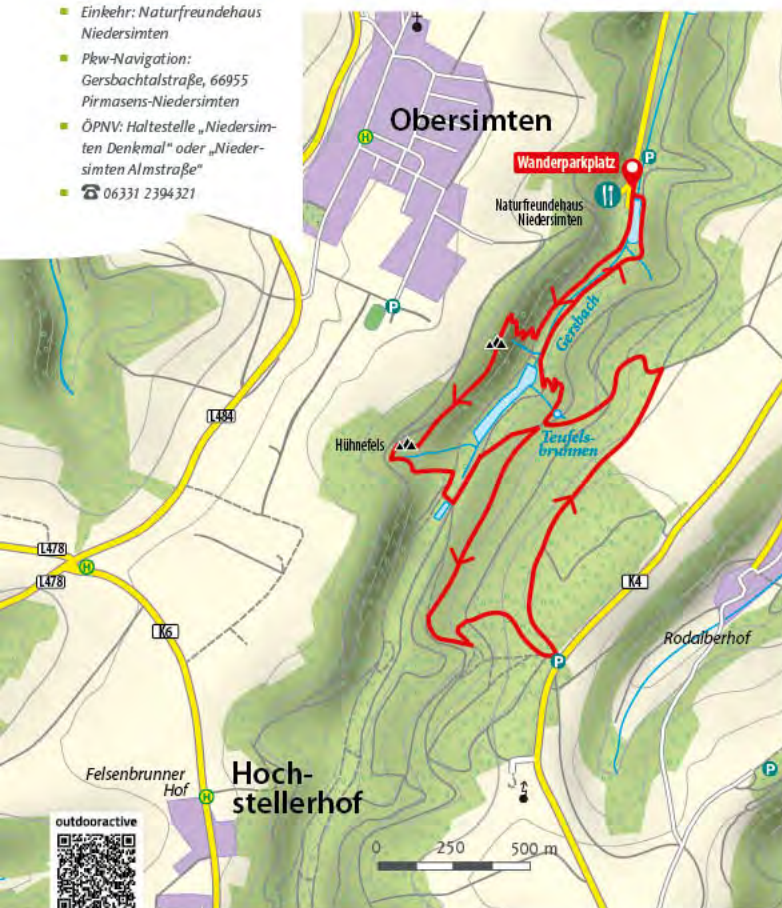 Einkehr: Naturfreundehaus
Niedersimten
Pkw-Navigation:
Gersbachtalstraße, 66955
Pirmasens-Niedersimten
ÖPNV: Haltestelle „Niedersim-
ten Denkmal“ oder „Nieder-
simten Almstraße“
☎ 06331 2394321
Obersimten
H
Wanderparkplatz
P
Naturfreundehaus
Niedersimten
P
Gersbach
L484
Hühnefels
Teufels-
brunnen
L478
H
L478
K4
K6
Rodalberhof
P
Felsenbrunner
Hof
H
Hoch-
stellerhof
P
outdooractive
0 250 500 m